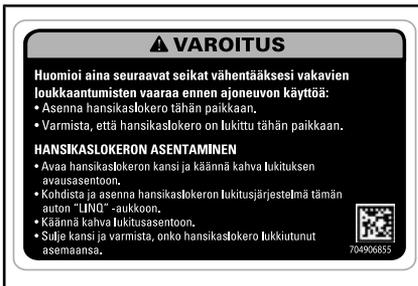 VAROITUS
Huomioi aina seuraavat seikat vähentääksesi vakavien
loukkaantumisten vaaraa ennen ajoneuvon käyttöä:
• Asenna hansikaslokero tähän paikkaan.
• Varmista, että hansikaslokero on lukittu tähän paikkaan.
HANSIKASLOKERON ASENTAMINEN
• Avaa hansikaslokeron kansi ja käännä kahva lukituksen
avausasentoon.
• Kohdista ja asenna hansikaslokeron lukitusjärjestelmä tämän
auton "LINQ" -aukkoon.
• Käännä kahva lukitusasentoon.
• Sulje kansi ja varmista, onko hansikaslokero lukkiutunut
asemaansa.
704906855